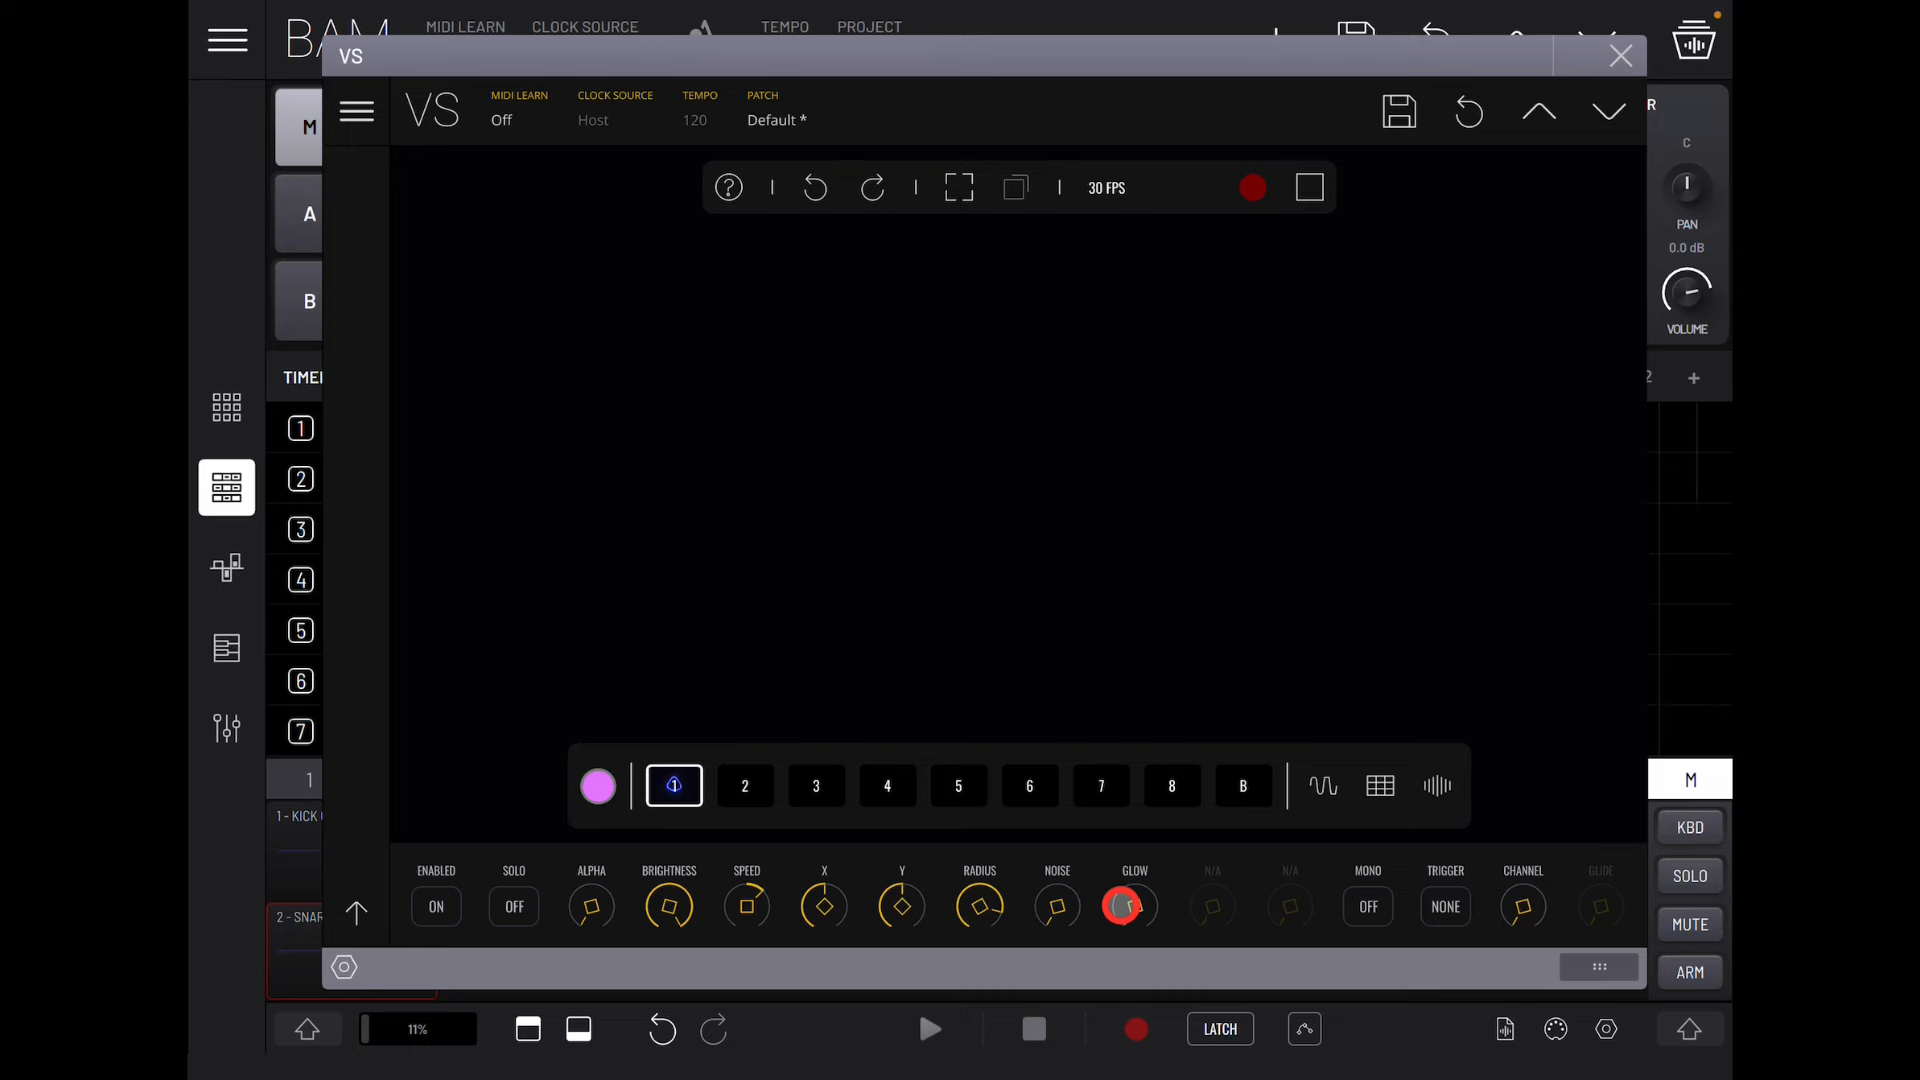 BAM MIDI LEARN CLOCK SOURCE TEMPO PROJECT
VS
VS MIDI LEARN CLOCK SOURCE TEMPO PATCH
Off Host 120 Default *
30 FPS
M
A
B
R
C
PAN
0.0 dB
VOLUME
TIME
2 +
1
2
3
4
5
6
7
1 2 3 4 5 6 7 8 B
1
M
1 - KICK
2 - SNAR
ENABLED SOLO ALPHA BRIGHTNESS SPEED X Y RADIUS NOISE GLOW N/A N/A MONO TRIGGER CHANNEL GLIDE
ON OFF OFF NONE
KBD
SOLO
MUTE
ARM
11% LATCH